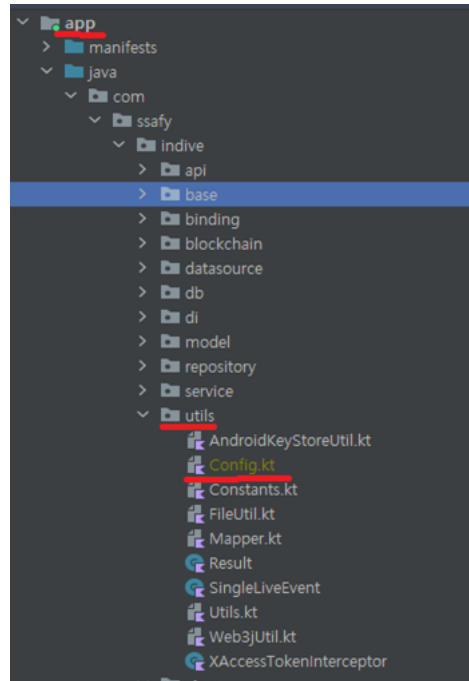 app
manifests
java
com
ssafy
indive
api
base
binding
blockchain
datasource
db
di
model
repository
service
utils
AndroidKeyStoreUtil.kt
Config.kt
Constants.kt
FileUtil.kt
Mapper.kt
Result
SingleLiveEvent
Utils.kt
Web3jUtil.kt
XAccessTokenInterceptor